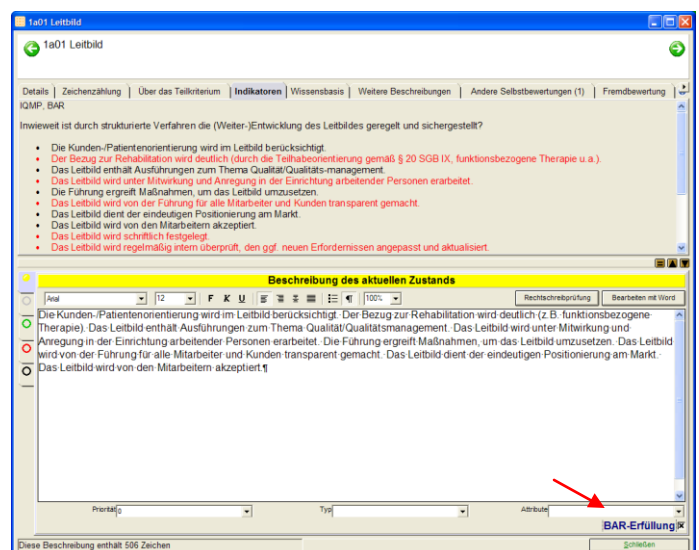 1a01 Leitbild
1a01 Leitbild
Details | Zeichenzählung | Über das Teilkriterium | Indikatoren | Wissensbasis | Weitere Beschreibungen | Andere Selbstbewertungen (1) | Fremdbewertung
IQMP, BAR
Inwieweit ist durch strukturierte Verfahren die (Weiter-)Entwicklung des Leitbildes geregelt und sichergestellt?
• Die Kunden-/Patientenorientierung wird im Leitbild berücksichtigt.
• Der Bezug zur Rehabilitation wird deutlich (durch die Teilhabeorientierung gemäß § 20 SGB IX, funktionsbezogene Therapie u.a.).
• Das Leitbild enthält Ausführungen zum Thema Qualität/Qualitäts-management.
• Das Leitbild wird unter Mitwirkung und Anregung in der Einrichtung arbeitender Personen erarbeitet.
• Die Führung ergreift Maßnahmen, um das Leitbild umzusetzen.
• Das Leitbild wird von der Führung für alle Mitarbeiter und Kunden transparent gemacht.
• Das Leitbild dient der eindeutigen Positionierung am Markt.
• Das Leitbild wird von den Mitarbeitern akzeptiert.
• Das Leitbild wird schriftlich festgelegt.
• Das Leitbild wird regelmäßig intern überprüft, den ggf. neuen Erfordernissen angepasst und aktualisiert.
Beschreibung des aktuellen Zustands
Arial 12 F K U ¶ 100% Rechtschreibprüfung Bearbeiten mit Word
Die·Kunden-/Patientenorientierung·wird·im·Leitbild·berücksichtigt.·Der·Bezug·zur·Rehabilitation·wird·deutlich·(z.B.·funktionsbezogene·
Therapie).·Das·Leitbild·enthält·Ausführungen·zum·Thema·Qualität/Qualitätsmanagement.·Das·Leitbild·wird·unter·Mitwirkung·und·
Anregung·in·der·Einrichtung·arbeitender·Personen·erarbeitet.·Die·Führung·ergreift·Maßnahmen,·um·das·Leitbild·umzusetzen.·Das·Leitbild·
wird·von·der·Führung·für·alle·Mitarbeiter·und·Kunden·transparent·gemacht.·Das·Leitbild·dient·der·eindeutigen·Positionierung·am·Markt.·
Das·Leitbild·wird·von·den·Mitarbeitern·akzeptiert.¶
Priorität 0 Typ Attribute
BAR-Erfüllung
Diese Beschreibung enthält 506 Zeichen Schließen